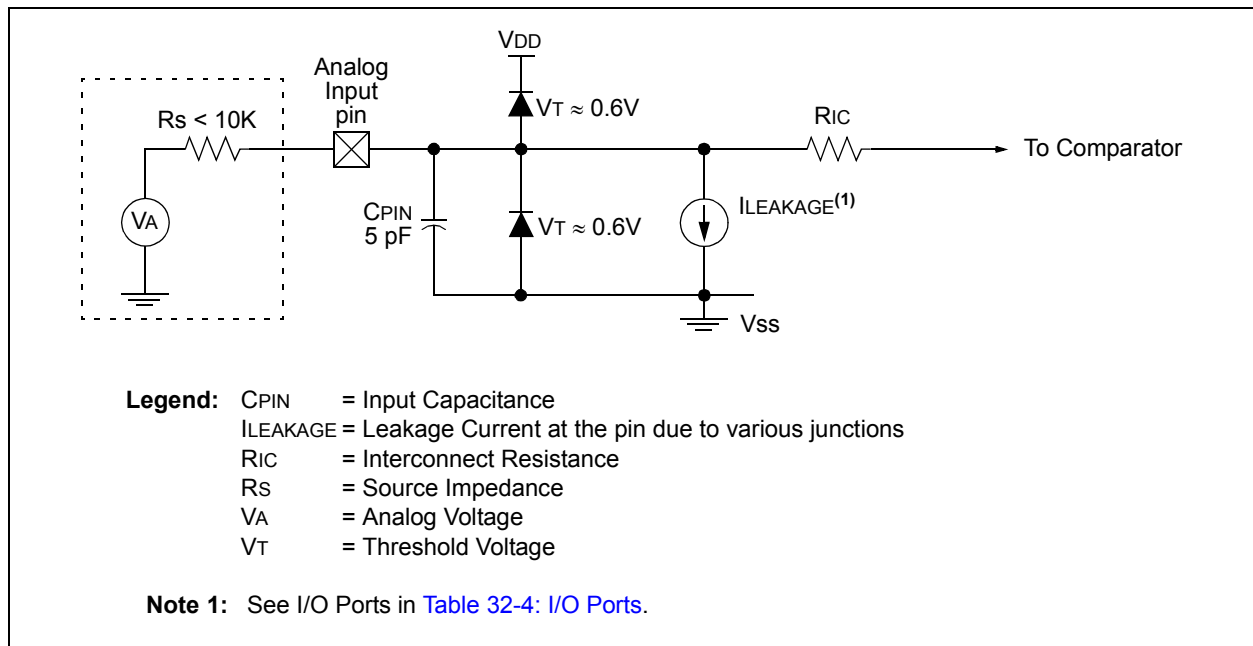 VDD
Analog
Input
pin
Rs < 10K
VT ≈ 0.6V
RIC
To Comparator
VA
CPIN
5 pF
VT ≈ 0.6V
ILEAKAGE(1)
Vss
Legend: CPIN = Input Capacitance
ILEAKAGE = Leakage Current at the pin due to various junctions
RIC = Interconnect Resistance
RS = Source Impedance
VA = Analog Voltage
VT = Threshold Voltage
Note 1: See I/O Ports in Table 32-4: I/O Ports.